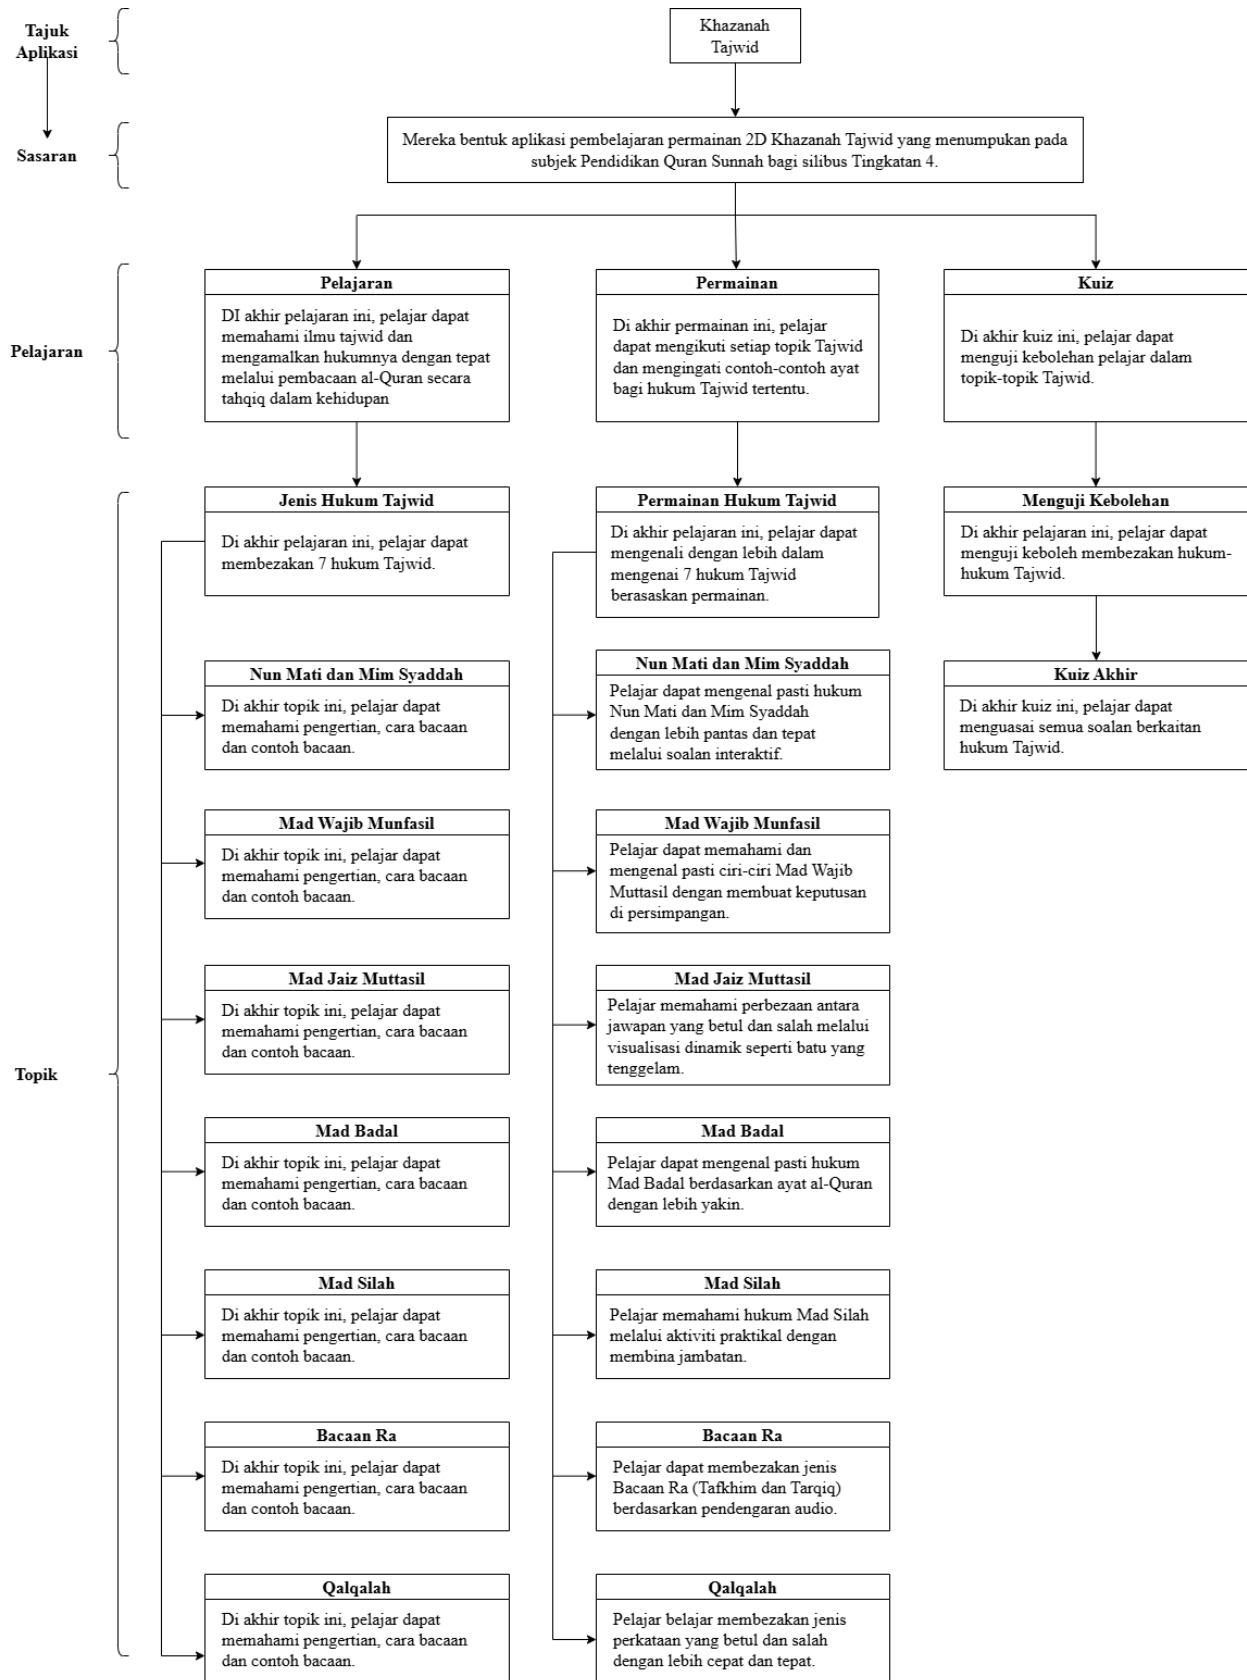 Tajuk
Aplikasi
Khazanah
Tajwid
Sasaran
Mereka bentuk aplikasi pembelajaran permainan 2D Khazanah Tajwid yang menumpukan pada
subjek Pendidikan Quran Sunnah bagi silibus Tingkatan 4.
Pelajaran
Pelajaran
DI akhir pelajaran ini, pelajar dapat
memahami ilmu tajwid dan
mengamalkan hukumnya dengan tepat
melalui pembacaan al-Quran secara
tahqiq dalam kehidupan
Permainan
Di akhir permainan ini, pelajar
dapat mengikuti setiap topik Tajwid
dan mengingati contoh-contoh ayat
bagi hukum Tajwid tertentu.
Kuiz
Di akhir kuiz ini, pelajar dapat
menguji kebolehan pelajar dalam
topik-topik Tajwid.
Topik
Jenis Hukum Tajwid
Di akhir pelajaran ini, pelajar dapat
membezakan 7 hukum Tajwid.
Permainan Hukum Tajwid
Di akhir pelajaran ini, pelajar dapat
mengenali dengan lebih dalam
mengenai 7 hukum Tajwid
berasaskan permainan.
Menguji Kebolehan
Di akhir pelajaran ini, pelajar dapat
menguji keboleh membezakan hukum-
hukum Tajwid.
Nun Mati dan Mim Syaddah
Di akhir topik ini, pelajar dapat
memahami pengertian, cara bacaan
dan contoh bacaan.
Nun Mati dan Mim Syaddah
Pelajar dapat mengenal pasti hukum
Nun Mati dan Mim Syaddah
dengan lebih pantas dan tepat
melalui soalan interaktif.
Kuiz Akhir
Di akhir kuiz ini, pelajar dapat
menguasai semua soalan berkaitan
hukum Tajwid.
Mad Wajib Munfasil
Di akhir topik ini, pelajar dapat
memahami pengertian, cara bacaan
dan contoh bacaan.
Mad Wajib Munfasil
Pelajar dapat memahami dan
mengenal pasti ciri-ciri Mad Wajib
Muttasil dengan membuat keputusan
di persimpangan.
Mad Jaiz Muttasil
Di akhir topik ini, pelajar dapat
memahami pengertian, cara bacaan
dan contoh bacaan.
Mad Jaiz Muttasil
Pelajar memahami perbezaan antara
jawapan yang betul dan salah melalui
visualisasi dinamik seperti batu yang
tenggelam.
Mad Badal
Di akhir topik ini, pelajar dapat
memahami pengertian, cara bacaan
dan contoh bacaan.
Mad Badal
Pelajar dapat mengenal pasti hukum
Mad Badal berdasarkan ayat al-Quran
dengan lebih yakin.
Mad Silah
Di akhir topik ini, pelajar dapat
memahami pengertian, cara bacaan
dan contoh bacaan.
Mad Silah
Pelajar memahami hukum Mad Silah
melalui aktiviti praktikal dengan
membina jambatan.
Bacaan Ra
Di akhir topik ini, pelajar dapat
memahami pengertian, cara bacaan
dan contoh bacaan.
Bacaan Ra
Pelajar dapat membezakan jenis
Bacaan Ra (Tafkhim dan Tarqiq)
berdasarkan pendengaran audio.
Qalqalah
Di akhir topik ini, pelajar dapat
memahami pengertian, cara bacaan
dan contoh bacaan.
Qalqalah
Pelajar belajar membezakan jenis
perkataan yang betul dan salah
dengan lebih cepat dan tepat.